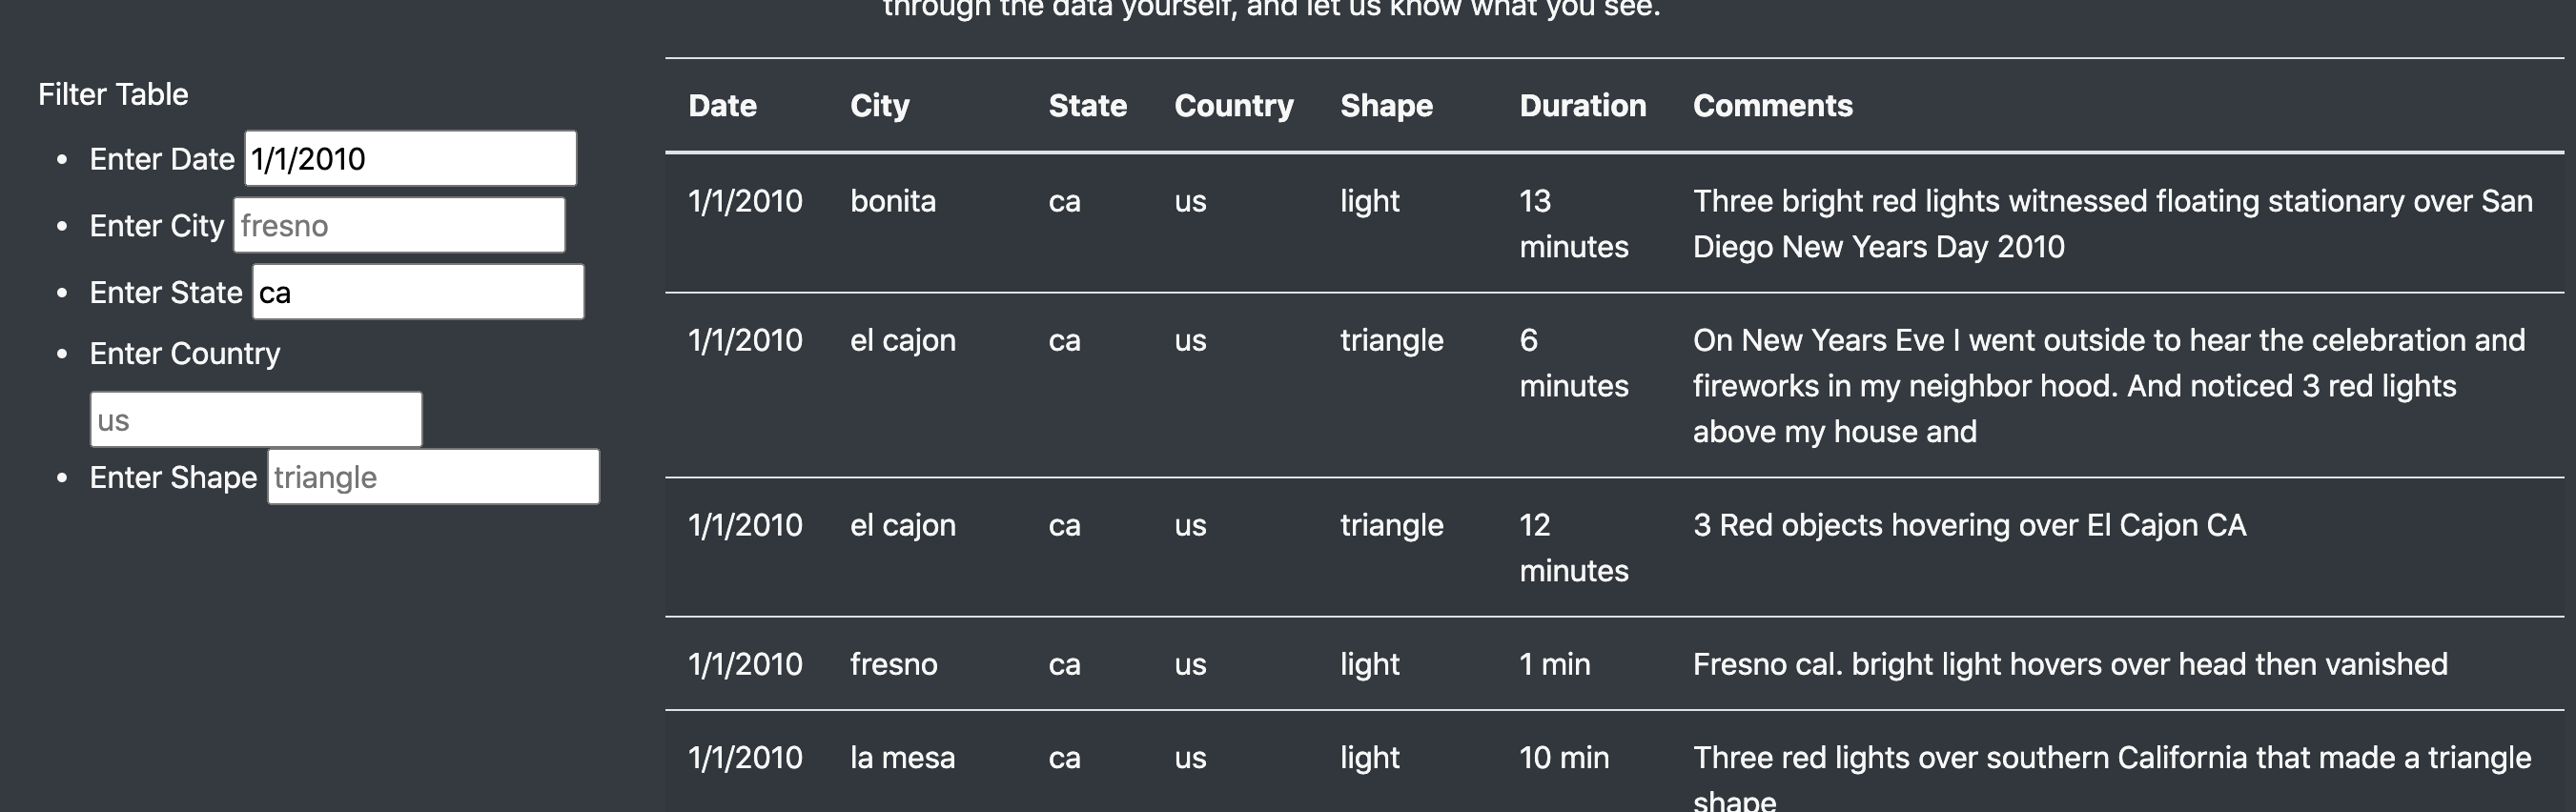 through the data yourself, and let us know what you see.
Filter Table
Enter Date 1/1/2010
Enter City fresno
Enter State ca
Enter Country
us
Enter Shape triangle
Date City State Country Shape Duration Comments
1/1/2010 bonita ca us light 13 Three bright red lights witnessed floating stationary over San
minutes Diego New Years Day 2010
1/1/2010 el cajon ca us triangle 6 On New Years Eve I went outside to hear the celebration and
minutes fireworks in my neighbor hood. And noticed 3 red lights
above my house and
1/1/2010 el cajon ca us triangle 12 3 Red objects hovering over El Cajon CA
minutes
1/1/2010 fresno ca us light 1 min Fresno cal. bright light hovers over head then vanished
1/1/2010 la mesa ca us light 10 min Three red lights over southern California that made a triangle
shape